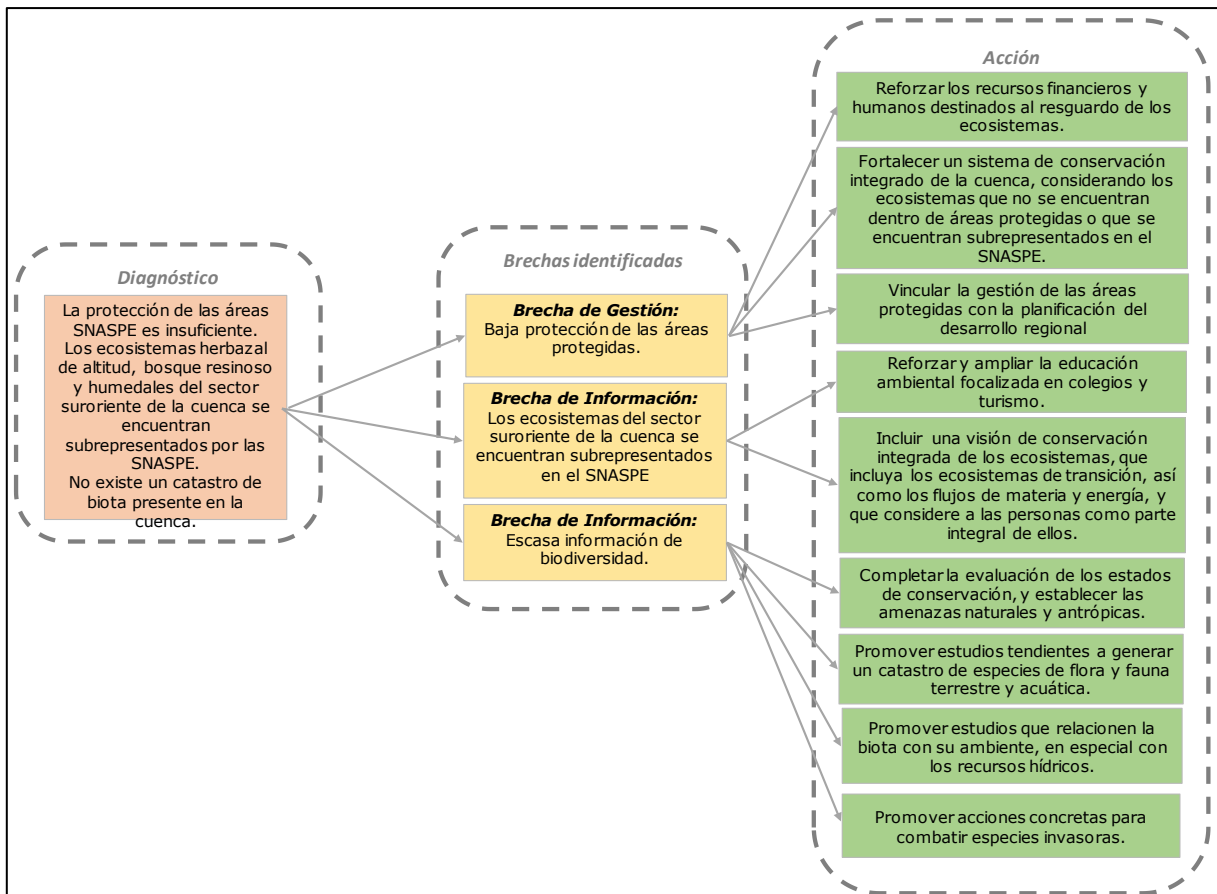 Diagnóstico
La protección de las áreas
SNASPE es insuficiente.
Los ecosistemas herbazal
de altitud, bosque resinoso
y humedales del sector
suroriente de la cuenca se
encuentran
subrepresentados por las
SNASPE.
No existe un catastro de
biota presente en la
cuenca.
Brechas identificadas
Brecha de Gestión:
Baja protección de las áreas
protegidas.
Brecha de Información:
Los ecosistemas del sector
suroriente de la cuenca se
encuentran subrepresentados
en el SNASPE
Brecha de Información:
Escasa información de
biodiversidad.
Acción
Reforzar los recursos financieros y
humanos destinados al resguardo de los
ecosistemas.
Fortalecer un sistema de conservación
integrado de la cuenca, considerando los
ecosistemas que no se encuentran
dentro de áreas protegidas o que se
encuentran subrepresentados en el
SNASPE.
Vincular la gestión de las áreas
protegidas con la planificación del
desarrollo regional
Reforzar y ampliar la educación
ambiental focalizada en colegios y
turismo.
Incluir una visión de conservación
integrada de los ecosistemas, que
incluya los ecosistemas de transición, así
como los flujos de materia y energía, y
que considere a las personas como parte
integral de ellos.
Completar la evaluación de los estados
de conservación, y establecer las
amenazas naturales y antrópicas.
Promover estudios tendientes a generar
un catastro de especies de flora y fauna
terrestre y acuática.
Promover estudios que relacionen la
biota con su ambiente, en especial con
los recursos hídricos.
Promover acciones concretas para
combatir especies invasoras.